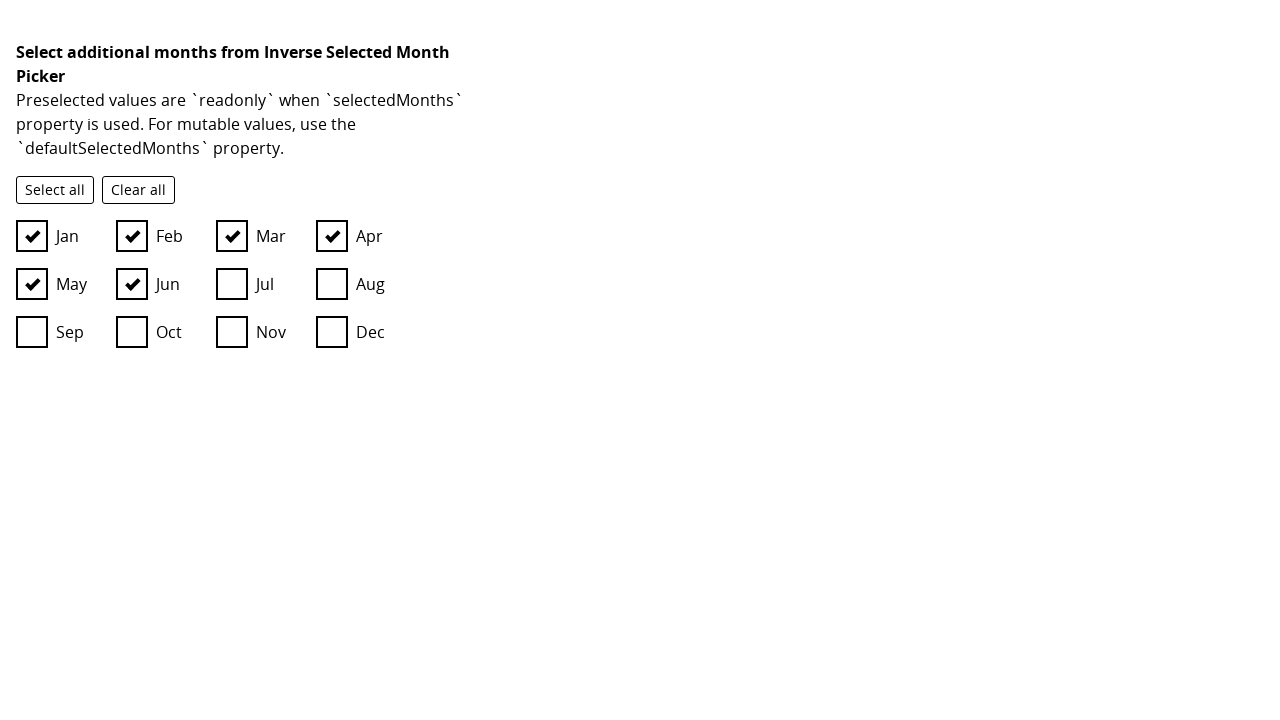 Select additional months from Inverse Selected Month
Picker
Preselected values are `readonly` when `selectedMonths`
property is used. For mutable values, use the
`defaultSelectedMonths` property.
Select all Clear all
Jan Feb Mar Apr
May Jun Jul Aug
Sep Oct Nov Dec